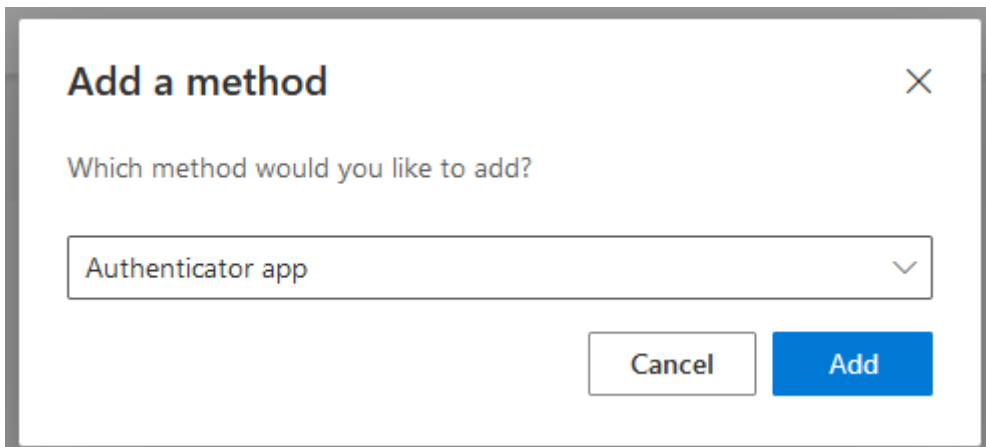 Add a method
Which method would you like to add?
Authenticator app
Cancel
Add